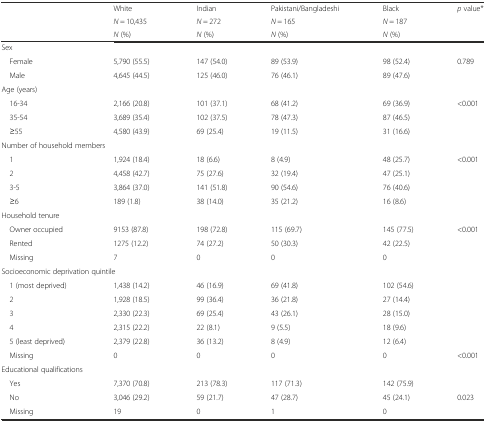 White Indian Pakistani/Bangladeshi Black p value*
N = 10,435 N = 272 N = 165 N = 187
N (%) N (%) N (%) N (%)
Sex
Female 5,790 (55.5) 147 (54.0) 89 (53.9) 98 (52.4) 0.789
Male 4,645 (44.5) 125 (46.0) 76 (46.1) 89 (47.6)
Age (years)
16-34 2,166 (20.8) 101 (37.1) 68 (41.2) 69 (36.9) <0.001
35-54 3,689 (35.4) 102 (37.5) 78 (47.3) 87 (46.5)
≥55 4,580 (43.9) 69 (25.4) 19 (11.5) 31 (16.6)
Number of household members
1 1,924 (18.4) 18 (6.6) 8 (4.9) 48 (25.7) <0.001
2 4,458 (42.7) 75 (27.6) 32 (19.4) 47 (25.1)
3-5 3,864 (37.0) 141 (51.8) 90 (54.6) 76 (40.6)
≥6 189 (1.8) 38 (14.0) 35 (21.2) 16 (8.6)
Household tenure
Owner occupied 9153 (87.8) 198 (72.8) 115 (69.7) 145 (77.5) <0.001
Rented 1275 (12.2) 74 (27.2) 50 (30.3) 42 (22.5)
Missing 7 0 0 0
Socioeconomic deprivation quintile
1 (most deprived) 1,438 (14.2) 46 (16.9) 69 (41.8) 102 (54.6)
2 1,928 (18.5) 99 (36.4) 36 (21.8) 27 (14.4)
3 2,330 (22.3) 69 (25.4) 43 (26.1) 28 (15.0)
4 2,315 (22.2) 22 (8.1) 9 (5.5) 18 (9.6)
5 (least deprived) 2,379 (22.8) 36 (13.2) 8 (4.9) 12 (6.4)
Missing 0 0 0 0 <0.001
Educational qualifications
Yes 7,370 (70.8) 213 (78.3) 117 (71.3) 142 (75.9)
No 3,046 (29.2) 59 (21.7) 47 (28.7) 45 (24.1) 0.023
Missing 19 0 1 0